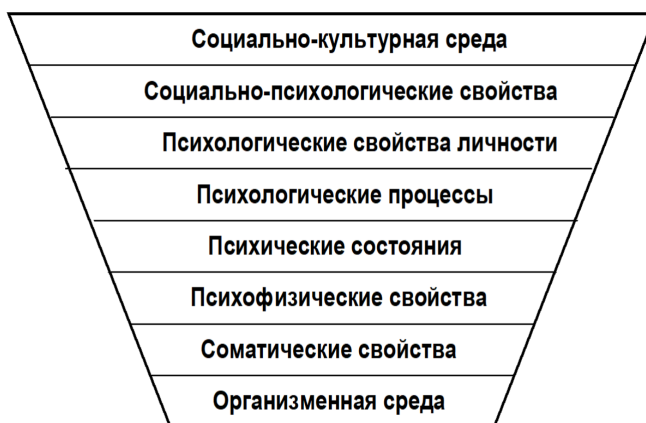 Социально-культурная среда
Социально-психологические свойства
Психологические свойства личности
Психологические процессы
Психические состояния
Психофизические свойства
Соматические свойства
Организменная среда